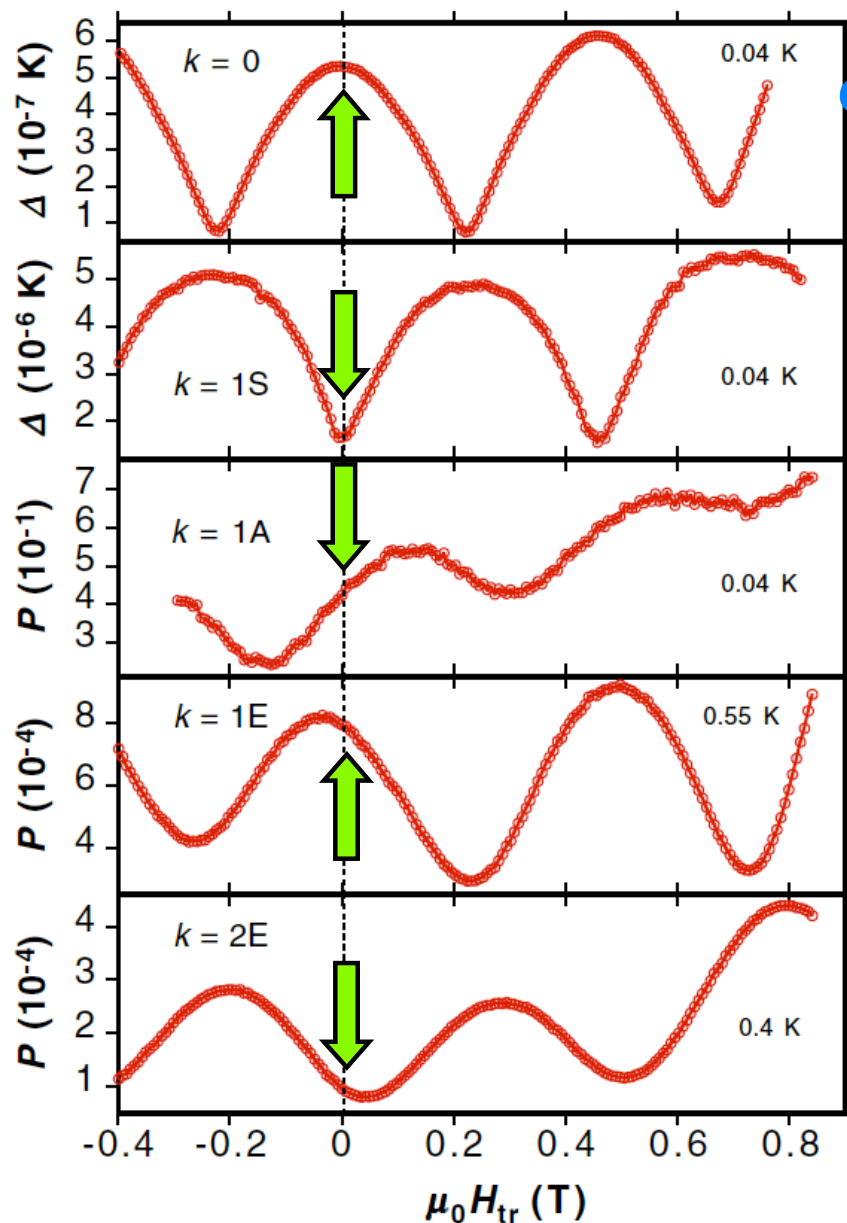 Δ (10⁻⁷ K)
6
5
4
3
2
1
k = 0
0.04 K
Δ (10⁻⁶ K)
5
4
3
2
k = 1S
0.04 K
P (10⁻¹)
7
6
5
4
3
k = 1A
0.04 K
P (10⁻⁴)
8
6
4
k = 1E
0.55 K
P (10⁻⁴)
4
3
2
1
k = 2E
0.4 K
-0.4 -0.2 0 0.2 0.4 0.6 0.8
μ₀Hₜᵣ (T)